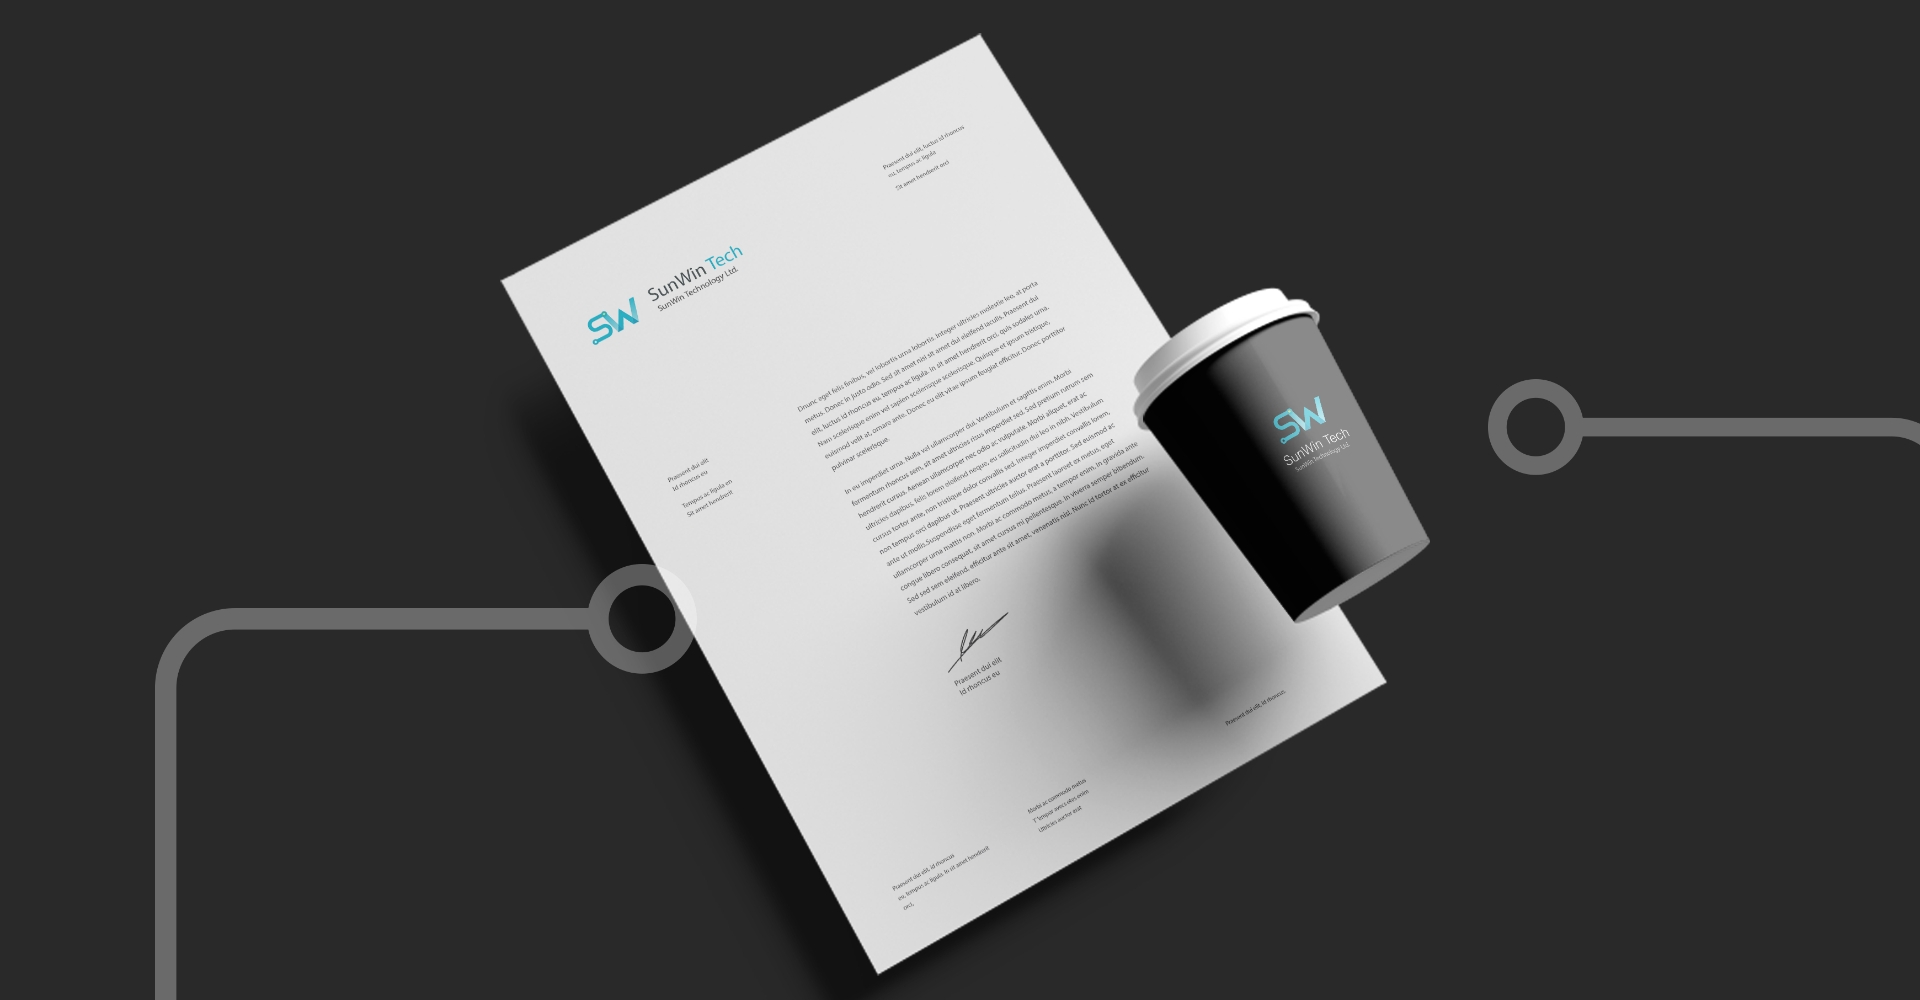 Praesent dui elit, luctus id rhoncus
eu, tempus ac ligula
Sit amet hendrerit orci
SW
SunWin Tech
SunWin Technology Ltd.
Dnunc eget felis finibus, vel lobortis urna lobortis. Integer ultricies molestie leo, at porta
metus. Donec in justo odio. Sed sit amet nisi sit amet dui eleifend iaculis. Praesent dui
elit, luctus id rhoncus eu, tempus ac ligula. In sit amet hendrerit orci, quis sodales urna.
Nam scelerisque enim vel sapien scelerisque scelerisque. Quisque et ipsum tristique,
euismod velit at, ornare ante. Donec eu elit vitae ipsum feugiat efficitur. Donec porttitor
pulvinar scelerisque.
In eu imperdiet urna. Nulla vel ullamcorper dui. Vestibulum et sagittis enim. Morbi
fermentum rhoncus sem, sit amet ultricies risus imperdiet sed. Sed pretium rutrum sem
hendrerit cursus. Aenean ullamcorper nec odio ac vulputate. Morbi aliquet, erat ac
ultricies dapibus, felis lorem eleifend neque, eu sollicitudin dui leo in nibh. Vestibulum
cursus tortor ante, non tristique dolor convallis sed. Integer imperdiet convallis lorem,
non tempus orci dapibus ut. Praesent ultricies auctor erat a porttitor. Sed euismod ac
ante ut mollis.Suspendisse eget fermentum tellus. Praesent laoreet ex metus, eget
ullamcorper urna mattis non. Morbi ac commodo metus, a tempor enim. In gravida ante
congue libero consequat, sit amet cursus mi pellentesque. In viverra semper bibendum.
Sed sed sem eleifend, efficitur ante sit amet, venenatis nisl. Nunc id tortor at ex efficitur
vestibulum id at libero.
Praesent dui elit
Id rhoncus eu
Tempus ac ligula en
Sit amet hendrerit
Praesent dui elit
Id rhoncus eu
Praesent dui elit, id rhoncus.
Morbi ac commodo metus
Ultricies auctor erat
Praesent dui elit, id rhoncus
eu, tempus ac ligula. In sit amet hendrerit
orci,
SW
SunWin Tech
SunWin Technology Ltd.